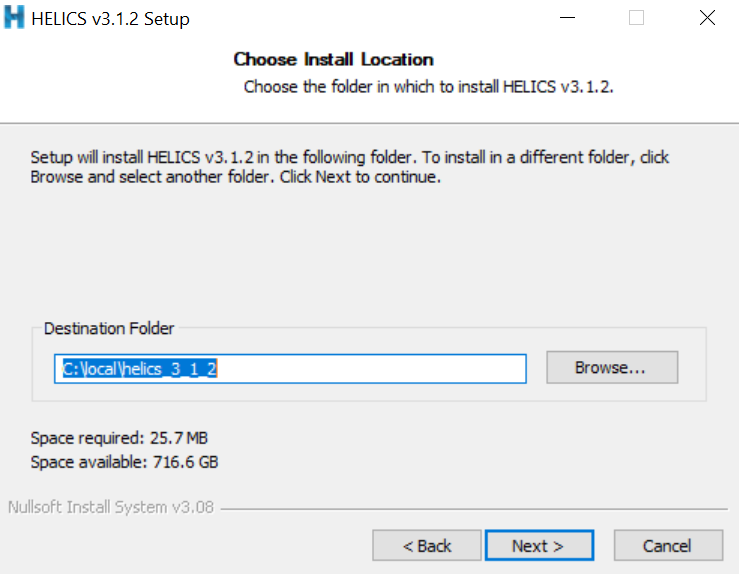 HELICS v3.1.2 Setup
Choose Install Location
Choose the folder in which to install HELICS v3.1.2.
Setup will install HELICS v3.1.2 in the following folder. To install in a different folder, click
Browse and select another folder. Click Next to continue.
Destination Folder
C:\local\helics_3_1_2
Browse...
Space required: 25.7 MB
Space available: 716.6 GB
Nullsoft Install System v3.08
< Back
Next >
Cancel